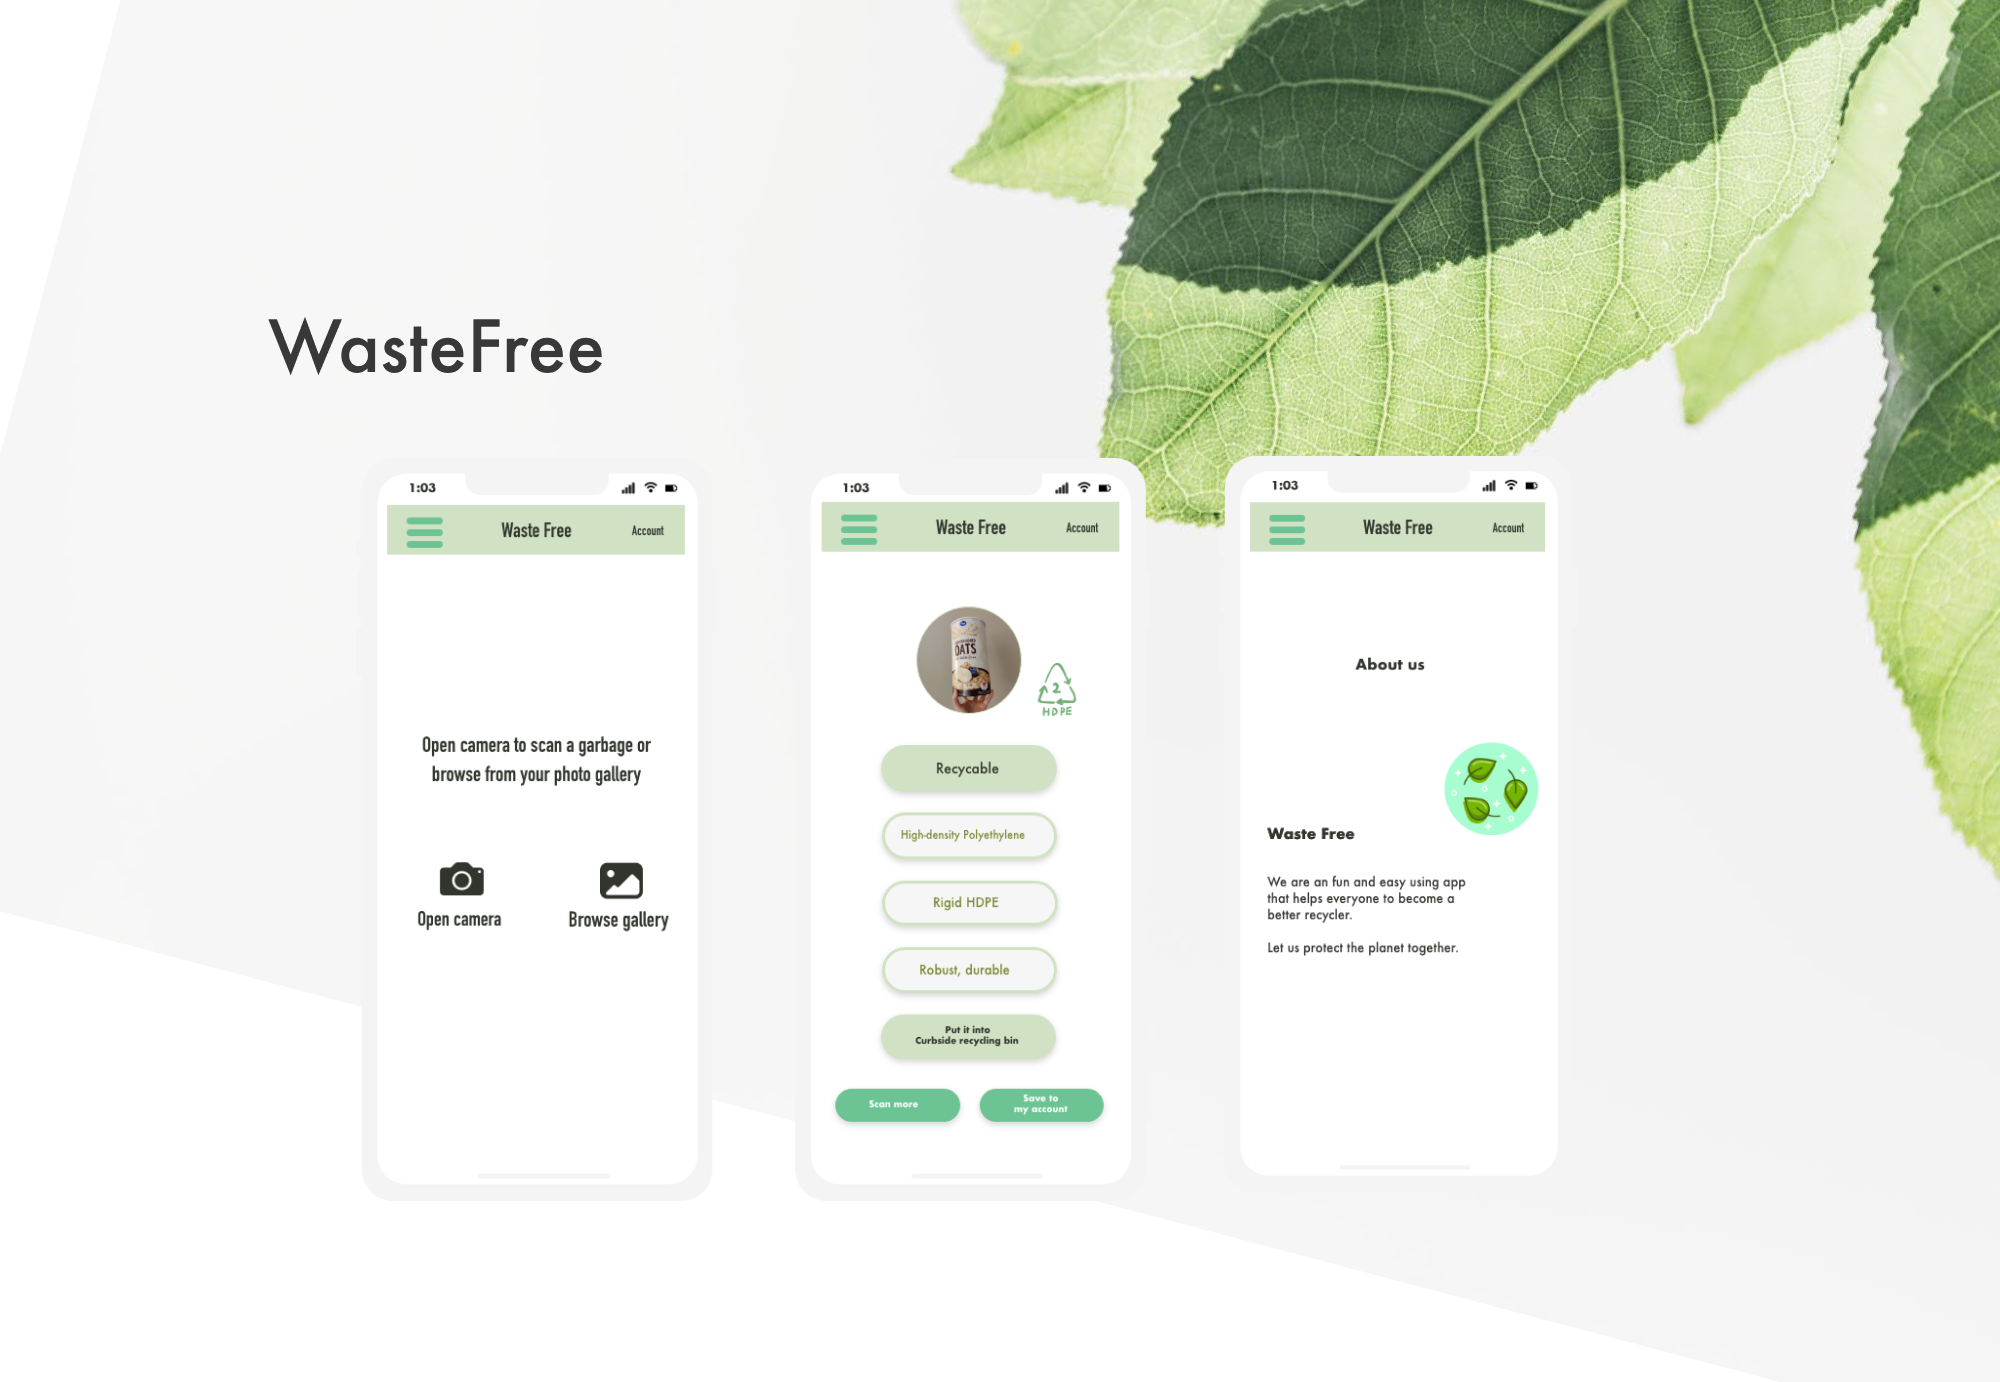 WasteFree
1:03
Waste Free
Account
Open camera to scan a garbage or
browse from your photo gallery
Open camera
Browse gallery
1:03
Waste Free
Account
OATS
2
HDPE
Recycable
High-density Polyethylene
Rigid HDPE
Robust, durable
Put it into
Curbside recycling bin
Scan more
Save to
my account
1:03
Waste Free
Account
About us
Waste Free
We are an fun and easy using app
that helps everyone to become a
better recycler.
Let us protect the planet together.